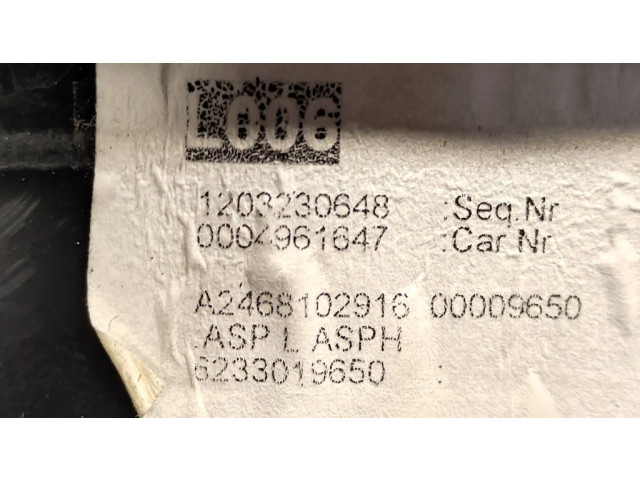 L006
1203230648 :Seq.Nr
0004961647 :Car Nr
A2468102916 00009650
.ASP L ASPH
6233019650